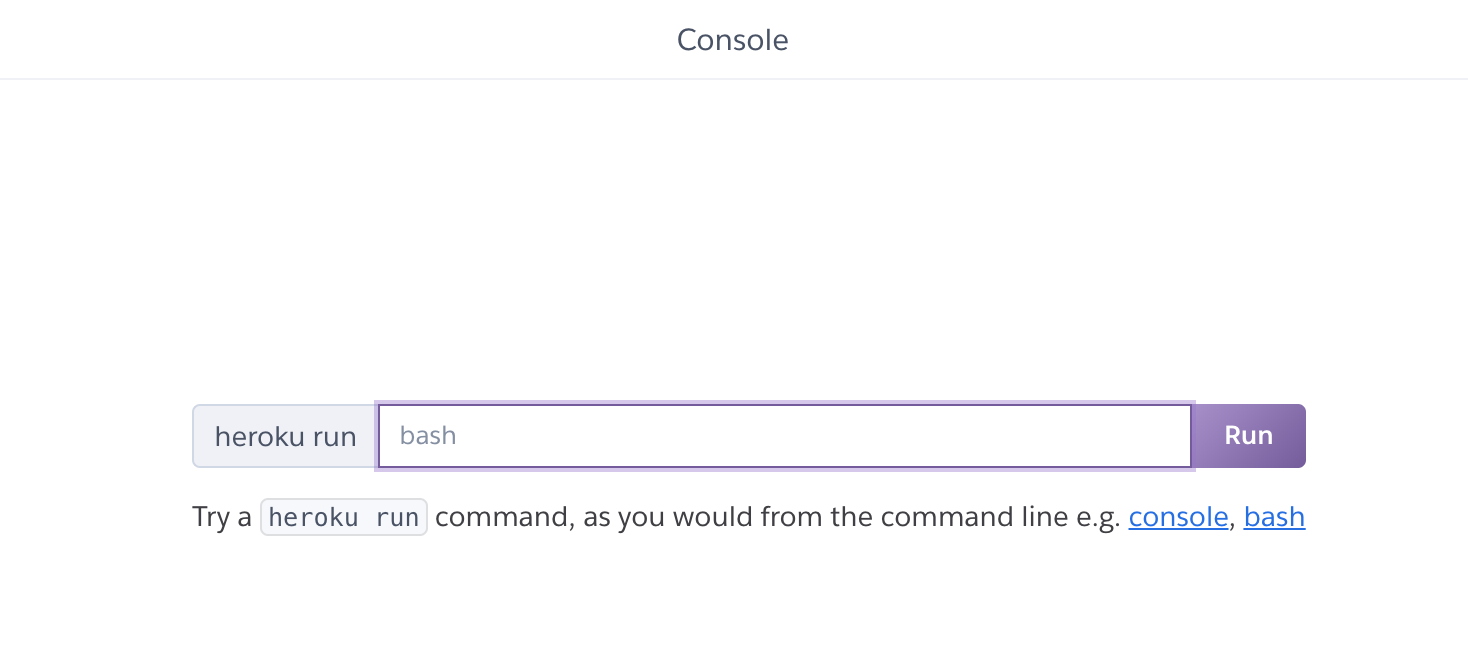 Console
heroku run bash Run
Try a heroku run command, as you would from the command line e.g. console, bash